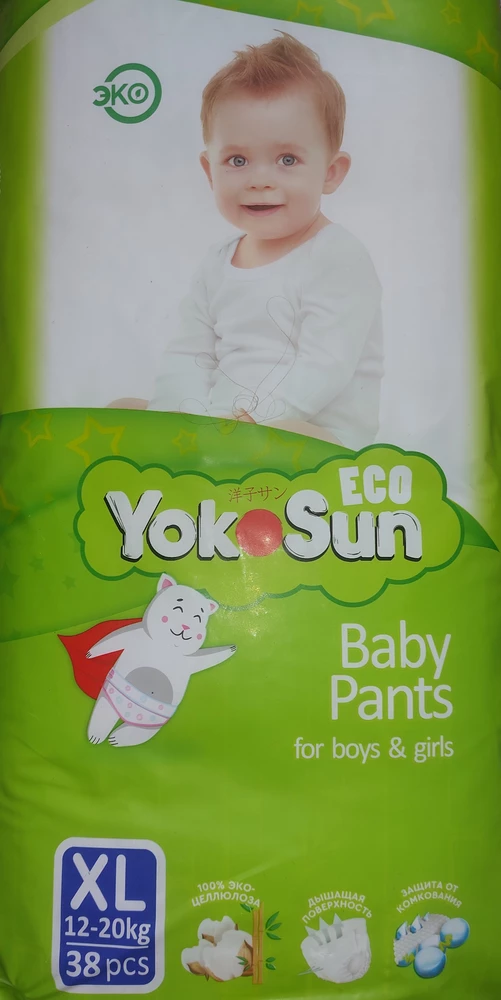 ЭКО
ECO
洋子サン
YokoSun
Baby
Pants
for boys & girls
XL
12-20kg
38 pcs
100% ЭКО-
ЦЕЛЛЮЛОЗА
ДЫШАЩАЯ
ПОВЕРХНОСТЬ
ЗАЩИТА ОТ
КОМКОВАНИЯ